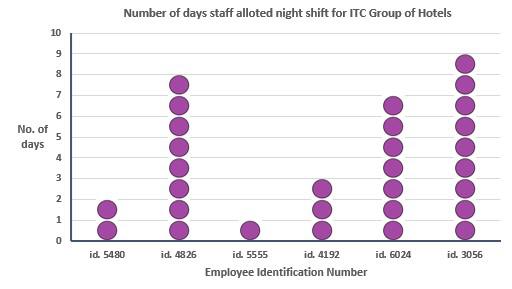 Number of days staff alloted night shift for ITC Group of Hotels
10
9
8
7
6
5
4
3
2
1
0
No. of
days
id. 5480 id. 4826 id. 5555 id. 4192 id. 6024 id. 3056
Employee Identification Number